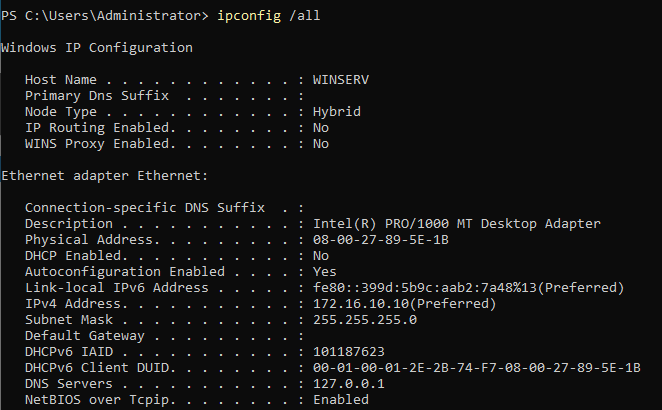 PS C:\Users\Administrator> ipconfig /all
Windows IP Configuration
Host Name . . . . . . . . . . . . : WINSERV
Primary Dns Suffix  . . . . . . . :
Node Type . . . . . . . . . . . . : Hybrid
IP Routing Enabled. . . . . . . . : No
WINS Proxy Enabled. . . . . . . . : No
Ethernet adapter Ethernet:
Connection-specific DNS Suffix  . :
Description . . . . . . . . . . . : Intel(R) PRO/1000 MT Desktop Adapter
Physical Address. . . . . . . . . : 08-00-27-89-5E-1B
DHCP Enabled. . . . . . . . . . . : No
Autoconfiguration Enabled . . . . : Yes
Link-local IPv6 Address . . . . . : fe80::399d:5b9c:aab2:7a48%13(Preferred)
IPv4 Address. . . . . . . . . . . : 172.16.10.10(Preferred)
Subnet Mask . . . . . . . . . . . : 255.255.255.0
Default Gateway . . . . . . . . . :
DHCPv6 IAID . . . . . . . . . . . : 101187623
DHCPv6 Client DUID. . . . . . . . : 00-01-00-01-2E-2B-74-F7-08-00-27-89-5E-1B
DNS Servers . . . . . . . . . . . : 127.0.0.1
NetBIOS over Tcpip. . . . . . . . : Enabled